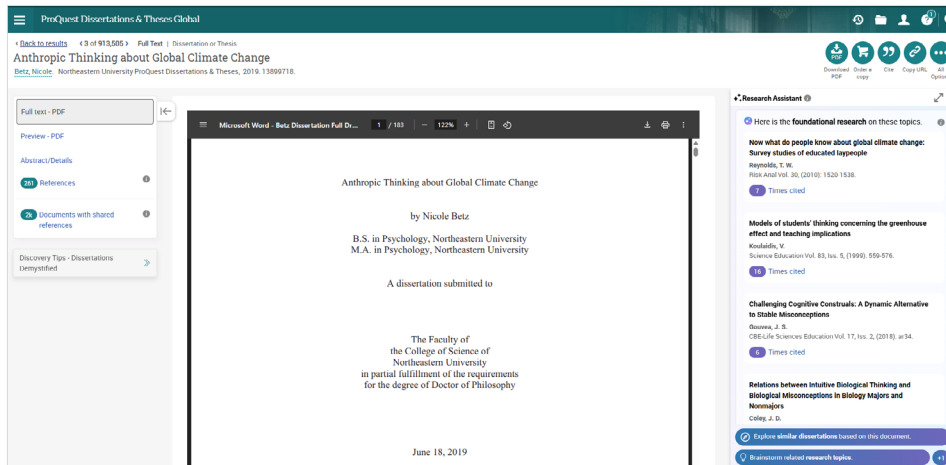 ProQuest Dissertations & Theses Global
?
1
< Back to results < 3 of 913,505 > Full Text | Dissertation or Thesis
Anthropic Thinking about Global Climate Change
Betz, Nicole. Northeastern University ProQuest Dissertations & Theses, 2019. 13899718.
PDF
Download PDF
Order a copy
Cite
Copy URL
All Options
Full text - PDF
Preview - PDF
Abstract/Details
261 References
2k Documents with shared
references
Discovery Tips - Dissertations
Demystified
Microsoft Word - Betz Dissertation Full Dr... 1 / 183 122%
Anthropic Thinking about Global Climate Change
by Nicole Betz
B.S. in Psychology, Northeastern University
M.A. in Psychology, Northeastern University
A dissertation submitted to
The Faculty of
the College of Science of
Northeastern University
in partial fulfillment of the requirements
for the degree of Doctor of Philosophy
June 18, 2019
Research Assistant
Here is the foundational research on these topics.
Now what do people know about global climate change:
Survey studies of educated laypeople
Reynolds, T. W.
Risk Anal Vol. 30, (2010): 1520 1538.
7 Times cited
Models of students' thinking concerning the greenhouse
effect and teaching implications
Koulaidis, V.
Science Education Vol. 83, Iss. 5, (1999): 559-576.
16 Times cited
Challenging Cognitive Construals: A Dynamic Alternative
to Stable Misconceptions
Gouvea, J. S.
CBE-Life Sciences Education Vol. 17, Iss. 2, (2018). ar34.
6 Times cited
Relations between Intuitive Biological Thinking and
Biological Misconceptions in Biology Majors and
Nonmajors
Coley, J. D.
Explore similar dissertations based on this document.
Brainstorm related research topics.
+1